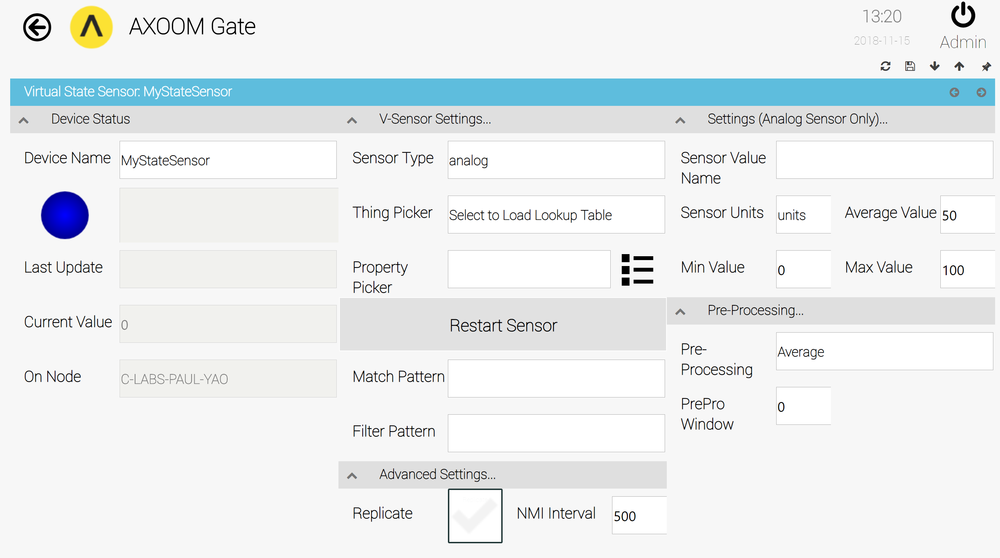 AXOOM Gate
13:20
2018-11-15
Admin
Virtual State Sensor: MyStateSensor
Device Status
Device Name
MyStateSensor
Last Update
Current Value
0
On Node
C-LABS-PAUL-YAO
V-Sensor Settings...
Sensor Type
analog
Thing Picker
Select to Load Lookup Table
Property
Picker
Restart Sensor
Match Pattern
Filter Pattern
Advanced Settings...
Replicate
NMI Interval
500
Settings (Analog Sensor Only)...
Sensor Value
Name
Sensor Units
units
Average Value
50
Min Value
0
Max Value
100
Pre-Processing...
Pre-
Processing
Average
PrePro
Window
0